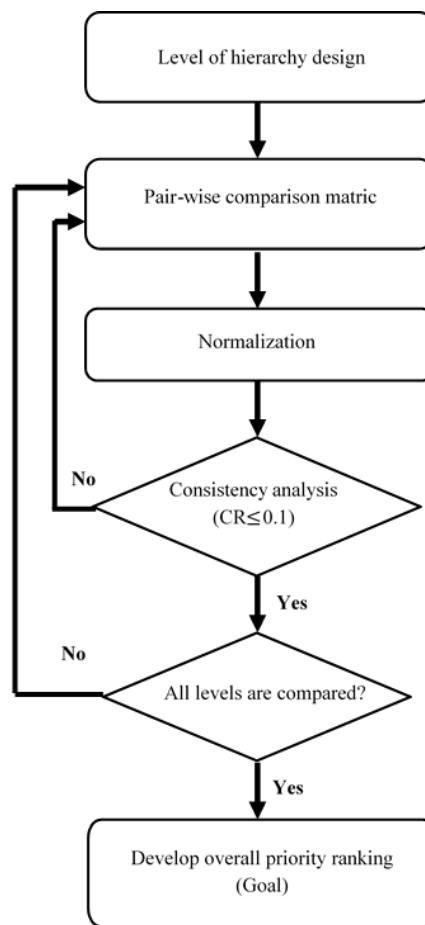 Level of hierarchy design
Pair-wise comparison matric
Normalization
No
Consistency analysis
(CR≤0.1)
Yes
No
All levels are compared?
Yes
Develop overall priority ranking
(Goal)